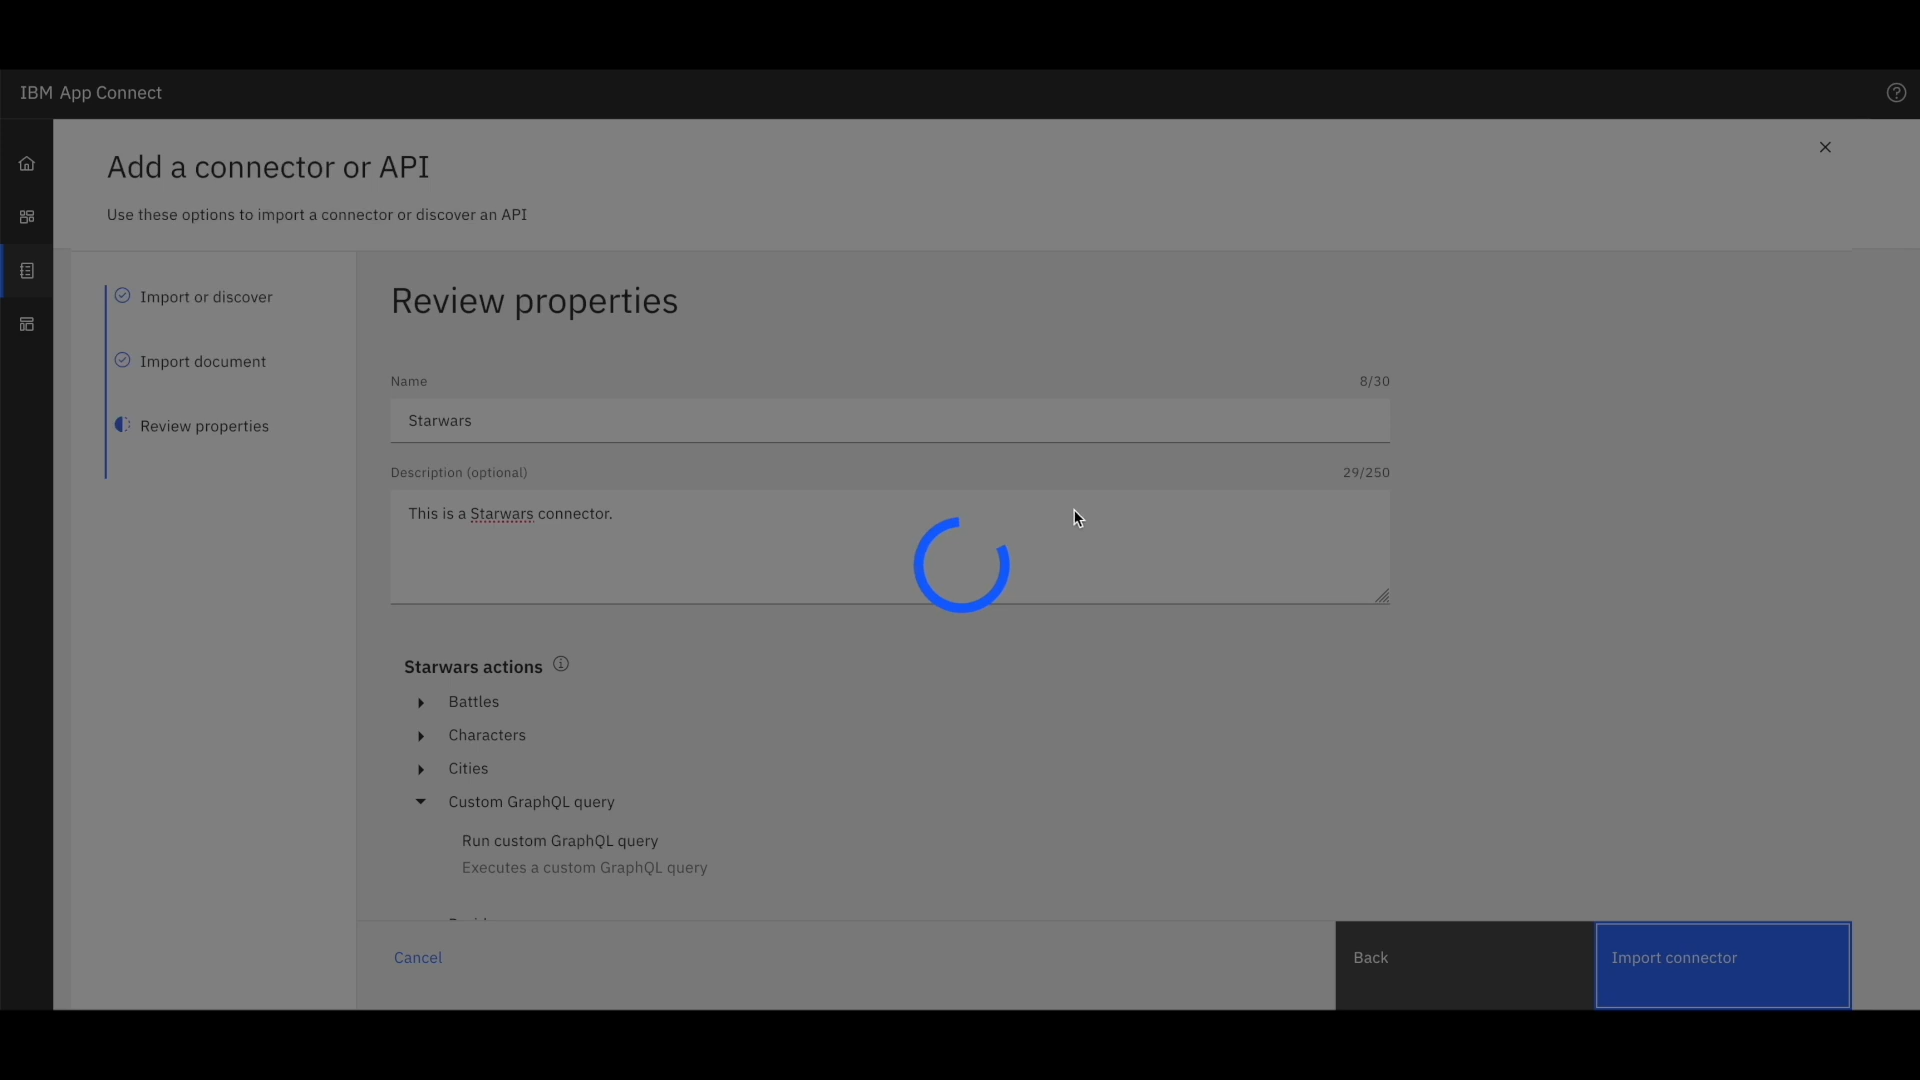 IBM App Connect
Add a connector or API
Use these options to import a connector or discover an API
Import or discover
Import document
Review properties
Review properties
Name
8/30
Starwars
Description (optional)
29/250
This is a Starwars connector.
Starwars actions
Battles
Characters
Cities
Custom GraphQL query
Run custom GraphQL query
Executes a custom GraphQL query
Cancel
Back
Import connector